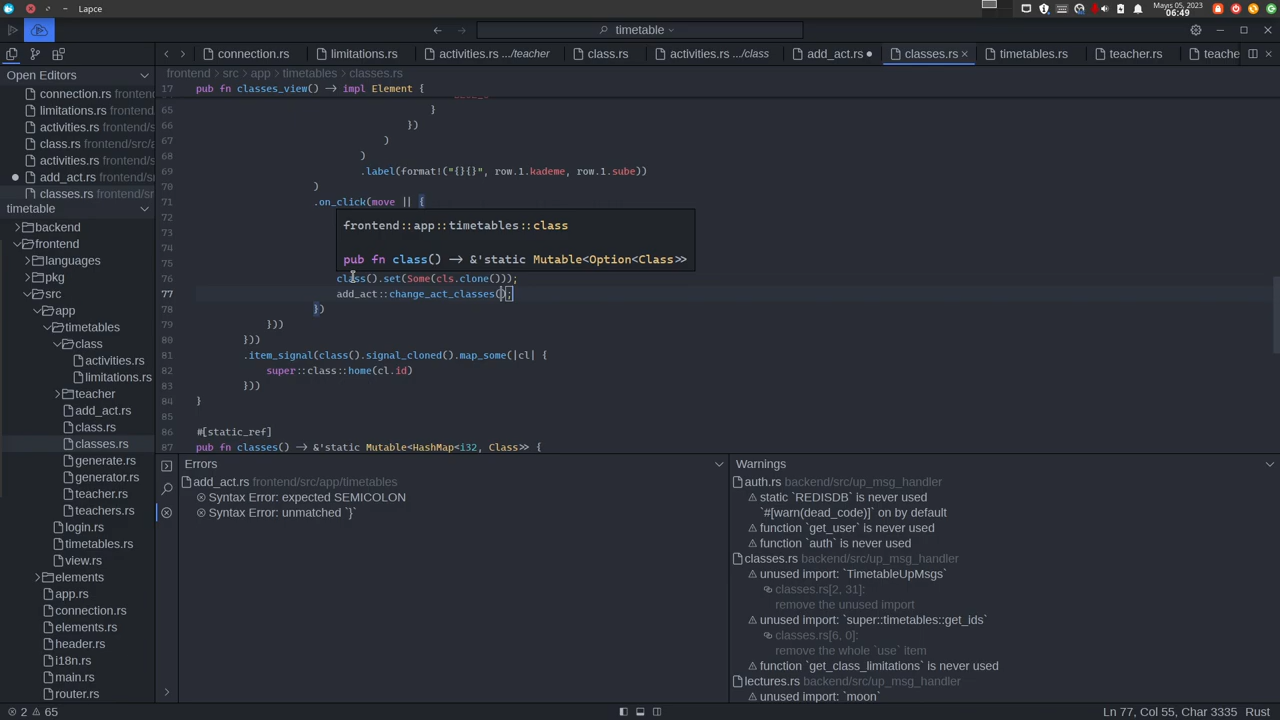 Lapce
Mayıs 05, 2023
06:49
timetable
connection.rs
limitations.rs
activities.rs .../teacher
class.rs
activities.rs .../class
add_act.rs
classes.rs
timetables.rs
teacher.rs
teache
Open Editors
connection.rs fronten
limitations.rs fronten
activities.rs frontend/s
class.rs frontend/src/a
activities.rs frontend/s
add_act.rs frontend/s
classes.rs frontend/sr
timetable
backend
frontend
languages
pkg
src
app
timetables
class
activities.rs
limitations.rs
teacher
add_act.rs
class.rs
classes.rs
generate.rs
generator.rs
teacher.rs
teachers.rs
login.rs
timetables.rs
view.rs
elements
app.rs
connection.rs
elements.rs
header.rs
i18n.rs
main.rs
router.rs
frontend › src › app › timetables › classes.rs
17 pub fn classes_view() -> impl Element {
65 }
66 })
67 )
68 )
69 .label(format!("{}{}", row.1.kademe, row.1.sube))
70 )
71 .on_click(move || {
72
73
frontend::app::timetables::class
pub fn class() -> &'static Mutable<Option<Class>>
76 class().set(Some(cls.clone()));
77 add_act::change_act_classes();
78 })
79 }))
80 }))
81 .item_signal(class().signal_cloned().map_some(|cl| {
82 super::class::home(cl.id)
83 }))
84 }
85
86 #[static_ref]
87 pub fn classes() -> &'static Mutable<HashMap<i32, Class>> {
Errors
add_act.rs frontend/src/app/timetables
Syntax Error: expected SEMICOLON
Syntax Error: unmatched `}`
Warnings
auth.rs backend/src/up_msg_handler
static `REDISDB` is never used
`#[warn(dead_code)]` on by default
function `get_user` is never used
function `auth` is never used
classes.rs backend/src/up_msg_handler
unused import: `TimetableUpMsgs`
classes.rs[2, 31]:
remove the unused import
unused import: `super::timetables::get_ids`
classes.rs[6, 0]:
remove the whole `use` item
function `get_class_limitations` is never used
lectures.rs backend/src/up_msg_handler
unused import: `moon`
2 65
Ln 77, Col 55, Char 3335 Rust